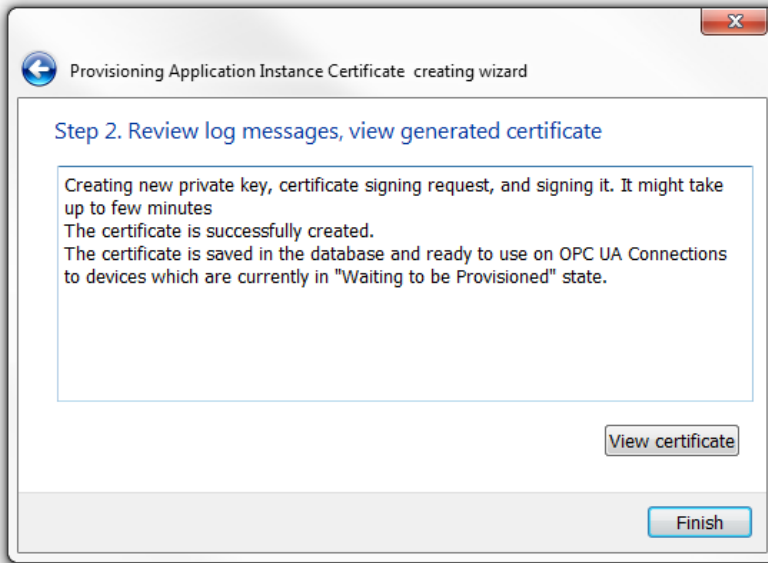 X
Provisioning Application Instance Certificate creating wizard
Step 2. Review log messages, view generated certificate
Creating new private key, certificate signing request, and signing it. It might take
up to few minutes
The certificate is successfully created.
The certificate is saved in the database and ready to use on OPC UA Connections
to devices which are currently in "Waiting to be Provisioned" state.
View certificate
Finish